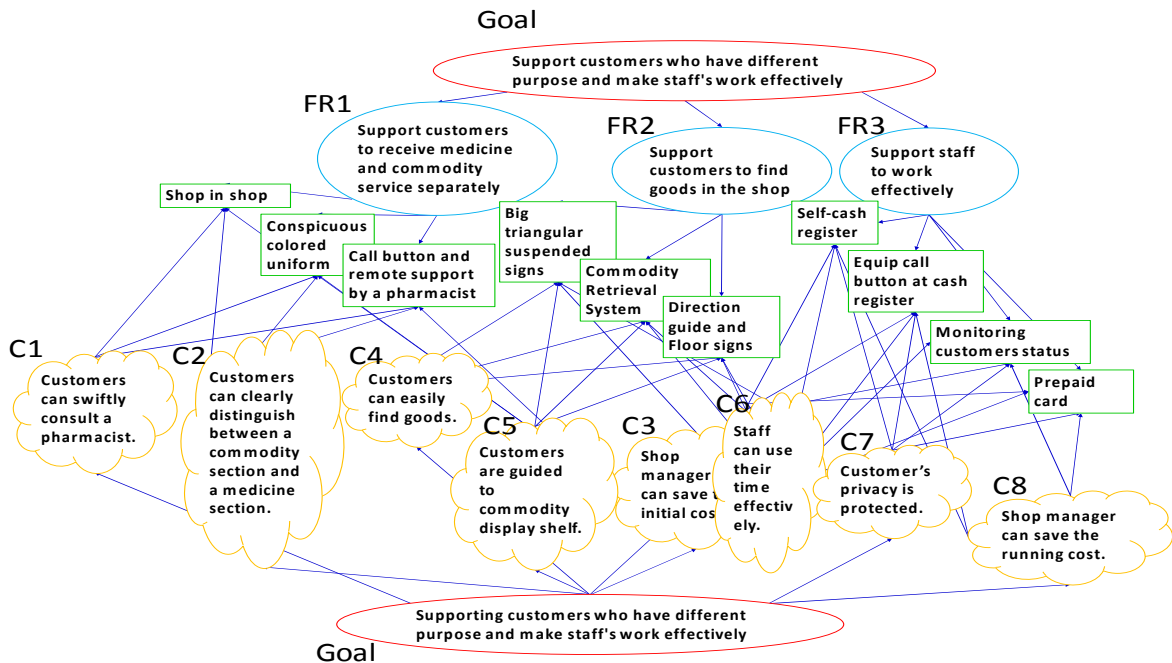 Goal
Support customers who have different
purpose and make staff's work effectively
FR1
Support customers
to receive medicine
and commodity
service separately
FR2
Support
customers to find
goods in the shop
FR3
Support staff
to work
effectively
Shop in shop
Conspicuous
colored
uniform
Call button and
remote support
by a pharmacist
Big
triangular
suspended
signs
Commodity
Retrieval
System
Direction
guide and
Floor signs
Self-cash
register
Equip call
button at cash
register
Monitoring
customers status
Prepaid
card
C1
Customers
can swiftly
consult a
pharmacist.
C2
Customers
can clearly
distinguish
between a
commodity
section and
a medicine
section.
C4
Customers
can easily
find goods.
C5
Customers
are guided
to
commodity
display shelf.
C3
Shop
manager
can save
initial
C6
Staff
can use
their
time
effecti
vely.
C7
Customer's
privacy is
protected.
C8
Shop manager
can save the
running cost.
Supporting customers who have different
purpose and make staff's work effectively
Goal